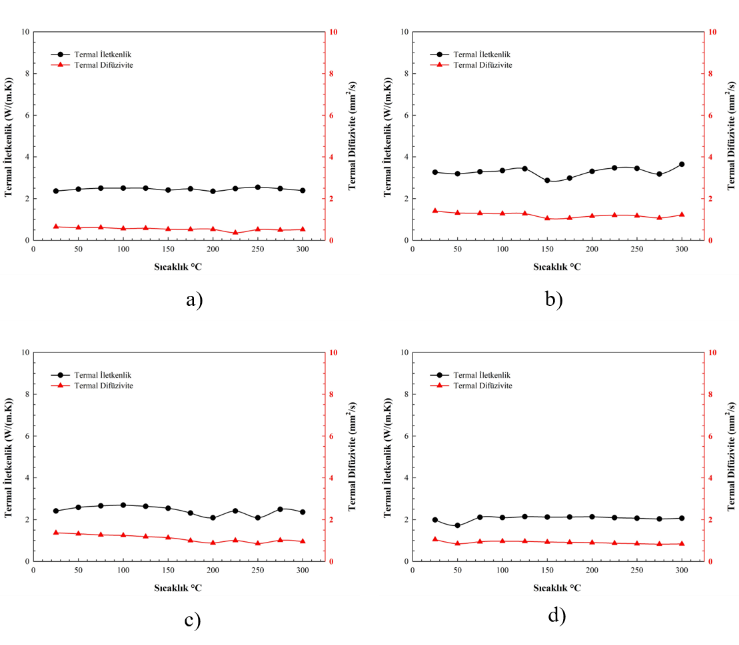 10
10
Termal İletkenlik
Termal Difüzivite
8
8
6
6
4
4
2
2
0
0
0 50 100 150 200 250 300
Termal İletkenlik (W/(m.K))
Termal Difüzivite (mm²/s)
Sıcaklık °C
a)
10
10
Termal İletkenlik
Termal Difüzivite
8
8
6
6
4
4
2
2
0
0
0 50 100 150 200 250 300
Termal İletkenlik (W/(m.K))
Termal Difüzivite (mm²/s)
Sıcaklık °C
b)
10
10
Termal İletkenlik
Termal Difüzivite
8
8
6
6
4
4
2
2
0
0
0 50 100 150 200 250 300
Termal İletkenlik (W/(m.K))
Termal Difüzivite (mm²/s)
Sıcaklık °C
c)
10
10
Termal İletkenlik
Termal Difüzivite
8
8
6
6
4
4
2
2
0
0
0 50 100 150 200 250 300
Termal İletkenlik (W/(m.K))
Termal Difüzivite (mm²/s)
Sıcaklık °C
d)